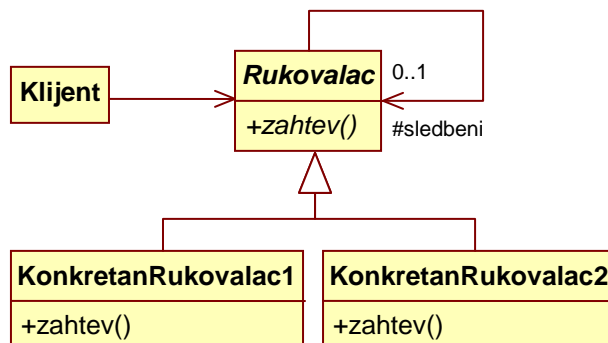 Rukovalac
0..1
Klijent
+zahtev()
#sledbeni
KonkretanRukovalac1
KonkretanRukovalac2
+zahtev()
+zahtev()